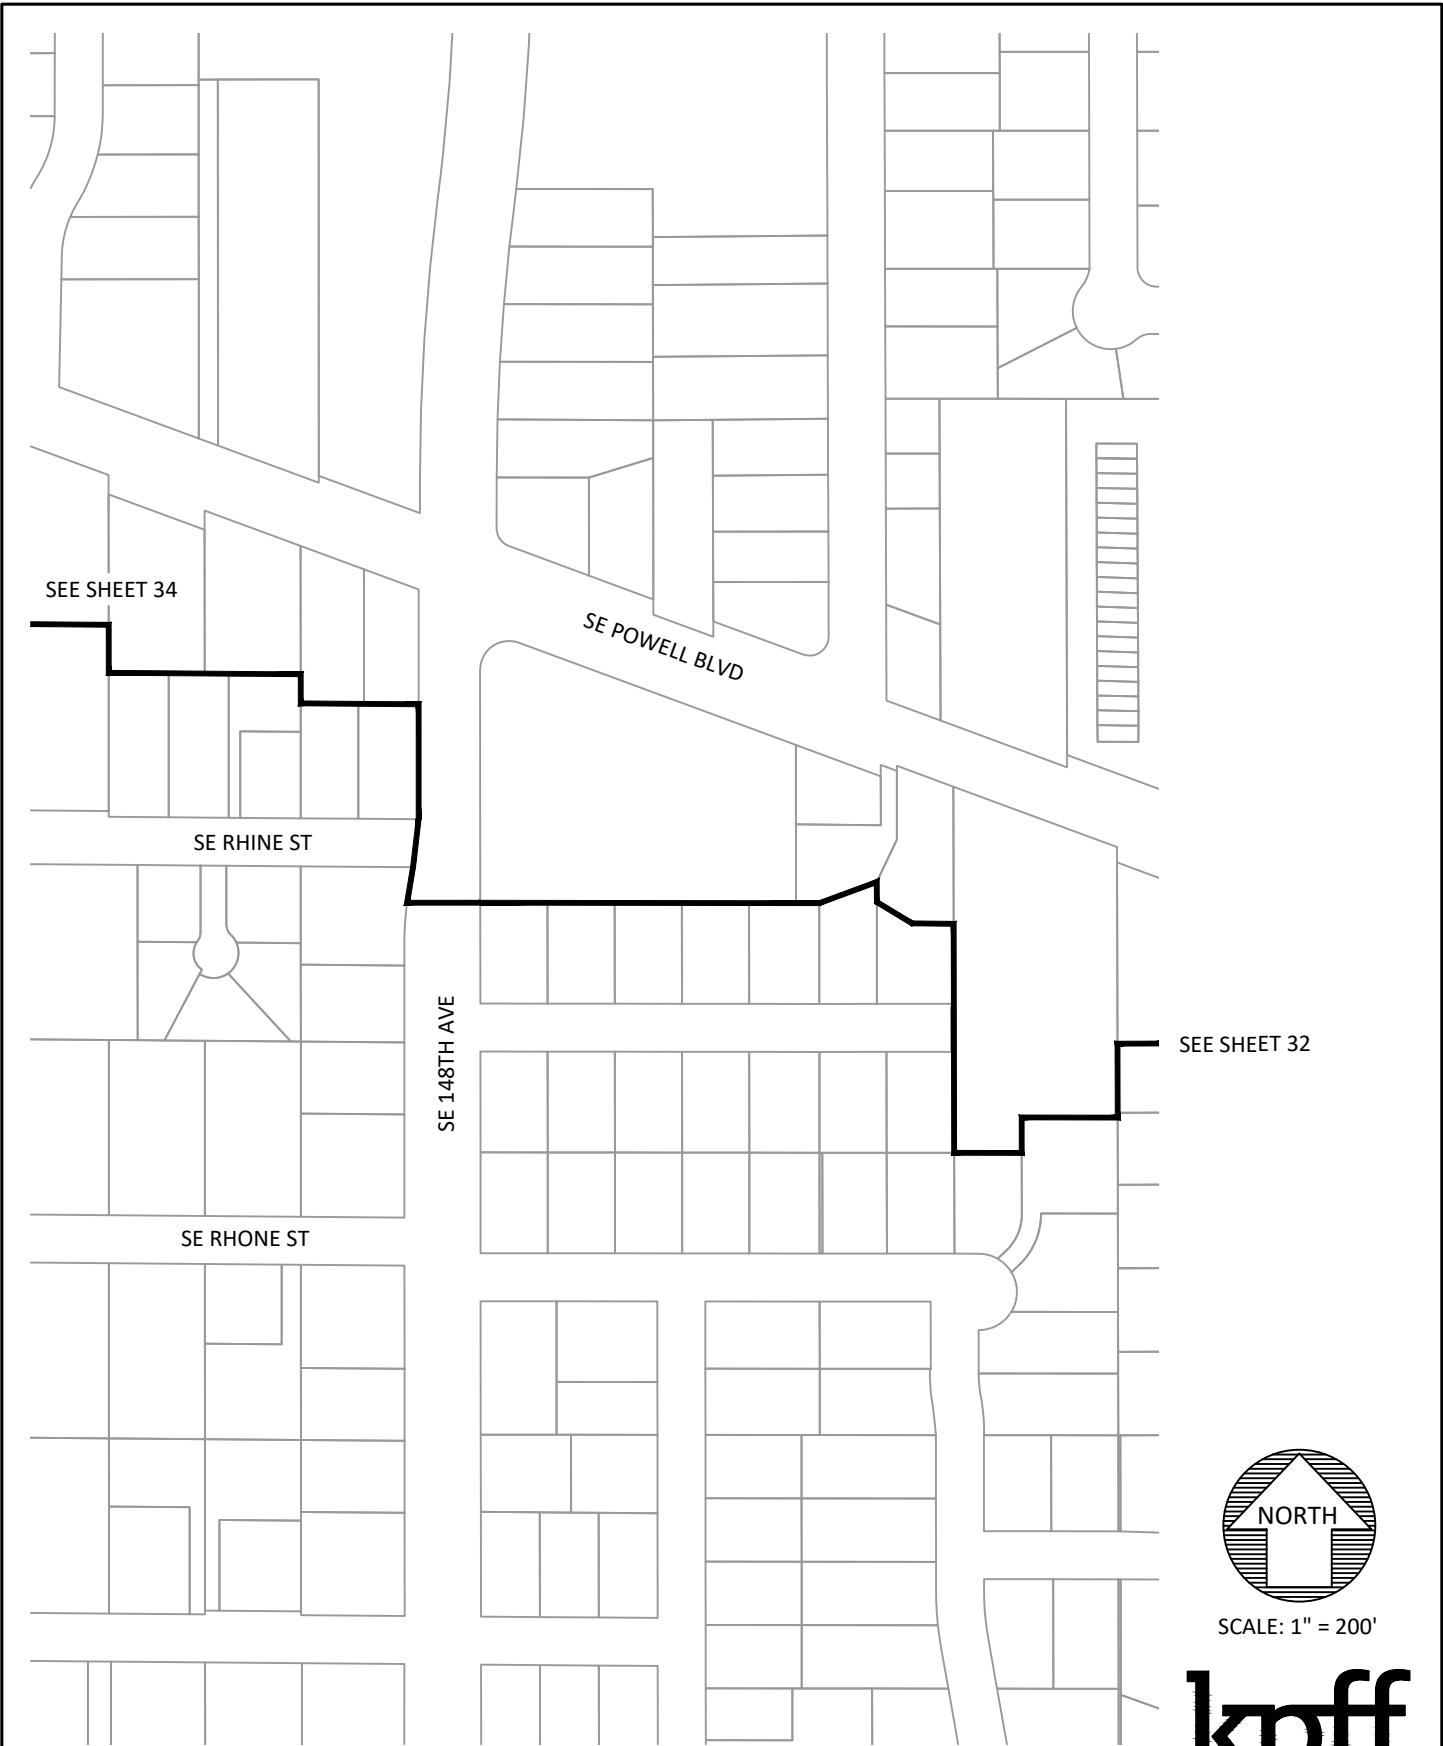 SEE SHEET 34
SE POWELL BLVD
SE RHINE ST
SE 148TH AVE
SEE SHEET 32
SE RHONE ST
NORTH
SCALE: 1" = 200'
kpff